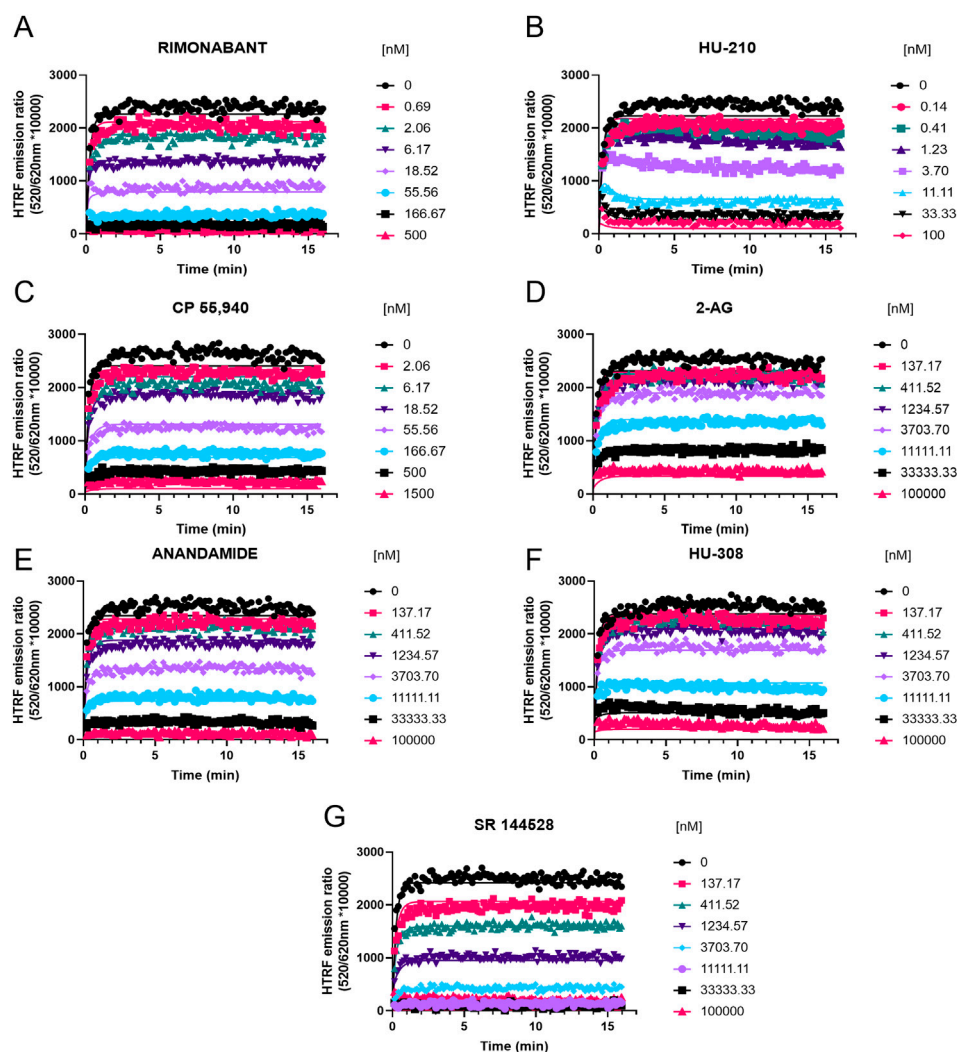 A
RIMONABANT
[nM]
HTRF emission ratio
(520/620nm *10000)
3000
2000
1000
0
0
5
10
15
Time (min)
0
0.69
2.06
6.17
18.52
55.56
166.67
500
B
HU-210
[nM]
HTRF emission ratio
(520/620nm *10000)
3000
2000
1000
0
0
5
10
15
Time (min)
0
0.14
0.41
1.23
3.70
11.11
33.33
100
C
CP 55,940
[nM]
HTRF emission ratio
(520/620nm *10000)
3000
2000
1000
0
0
5
10
15
Time (min)
0
2.06
6.17
18.52
55.56
166.67
500
1500
D
2-AG
[nM]
HTRF emission ratio
(520/620nm *10000)
3000
2000
1000
0
0
5
10
15
Time (min)
0
137.17
411.52
1234.57
3703.70
11111.11
33333.33
100000
E
ANANDAMIDE
[nM]
HTRF emission ratio
(520/620nm *10000)
3000
2000
1000
0
0
5
10
15
Time (min)
0
137.17
411.52
1234.57
3703.70
11111.11
33333.33
100000
F
HU-308
[nM]
HTRF emission ratio
(520/620nm *10000)
3000
2000
1000
0
0
5
10
15
Time (min)
0
137.17
411.52
1234.57
3703.70
11111.11
33333.33
100000
G
SR 144528
[nM]
HTRF emission ratio
(520/620nm *10000)
3000
2000
1000
0
0
5
10
15
Time (min)
0
137.17
411.52
1234.57
3703.70
11111.11
33333.33
100000